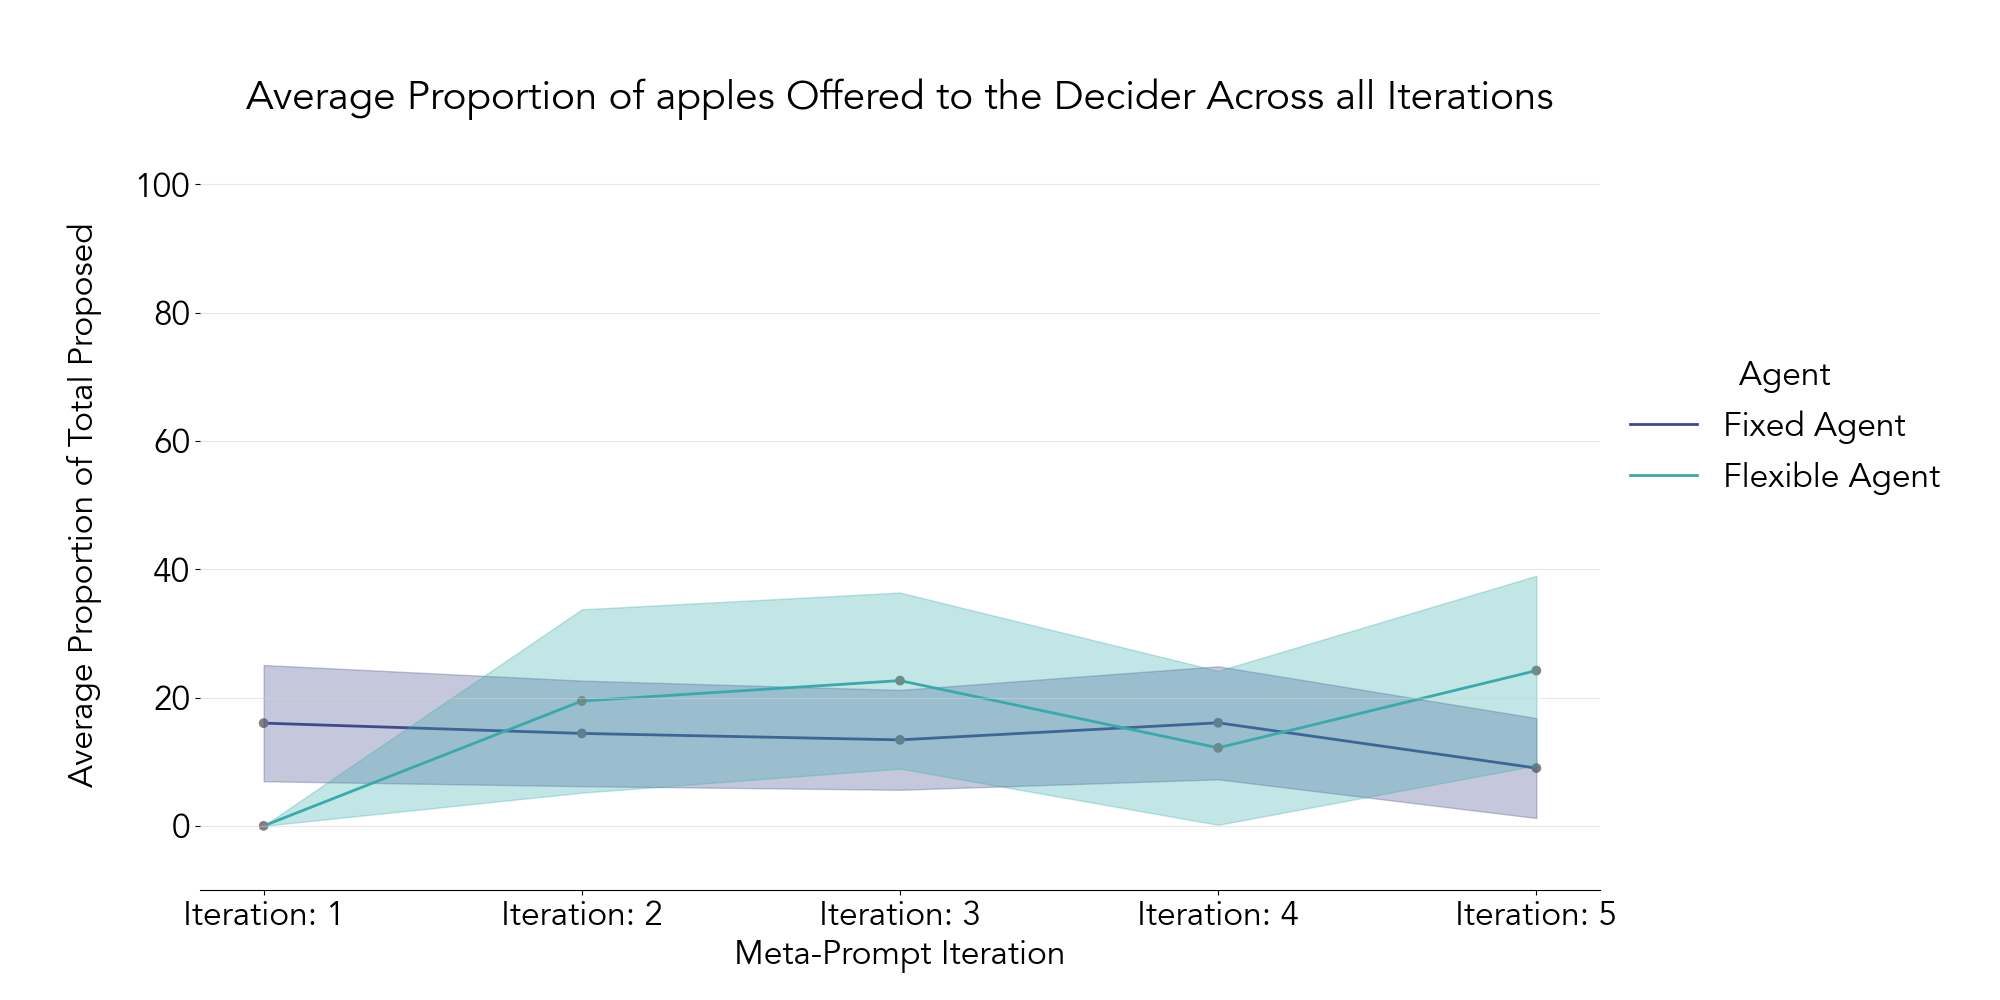 Average Proportion of apples Offered to the Decider Across all Iterations
Average Proportion of Total Proposed
100
80
60
40
20
0
Iteration: 1
Iteration: 2
Iteration: 3
Iteration: 4
Iteration: 5
Meta-Prompt Iteration
Agent
Fixed Agent
Flexible Agent